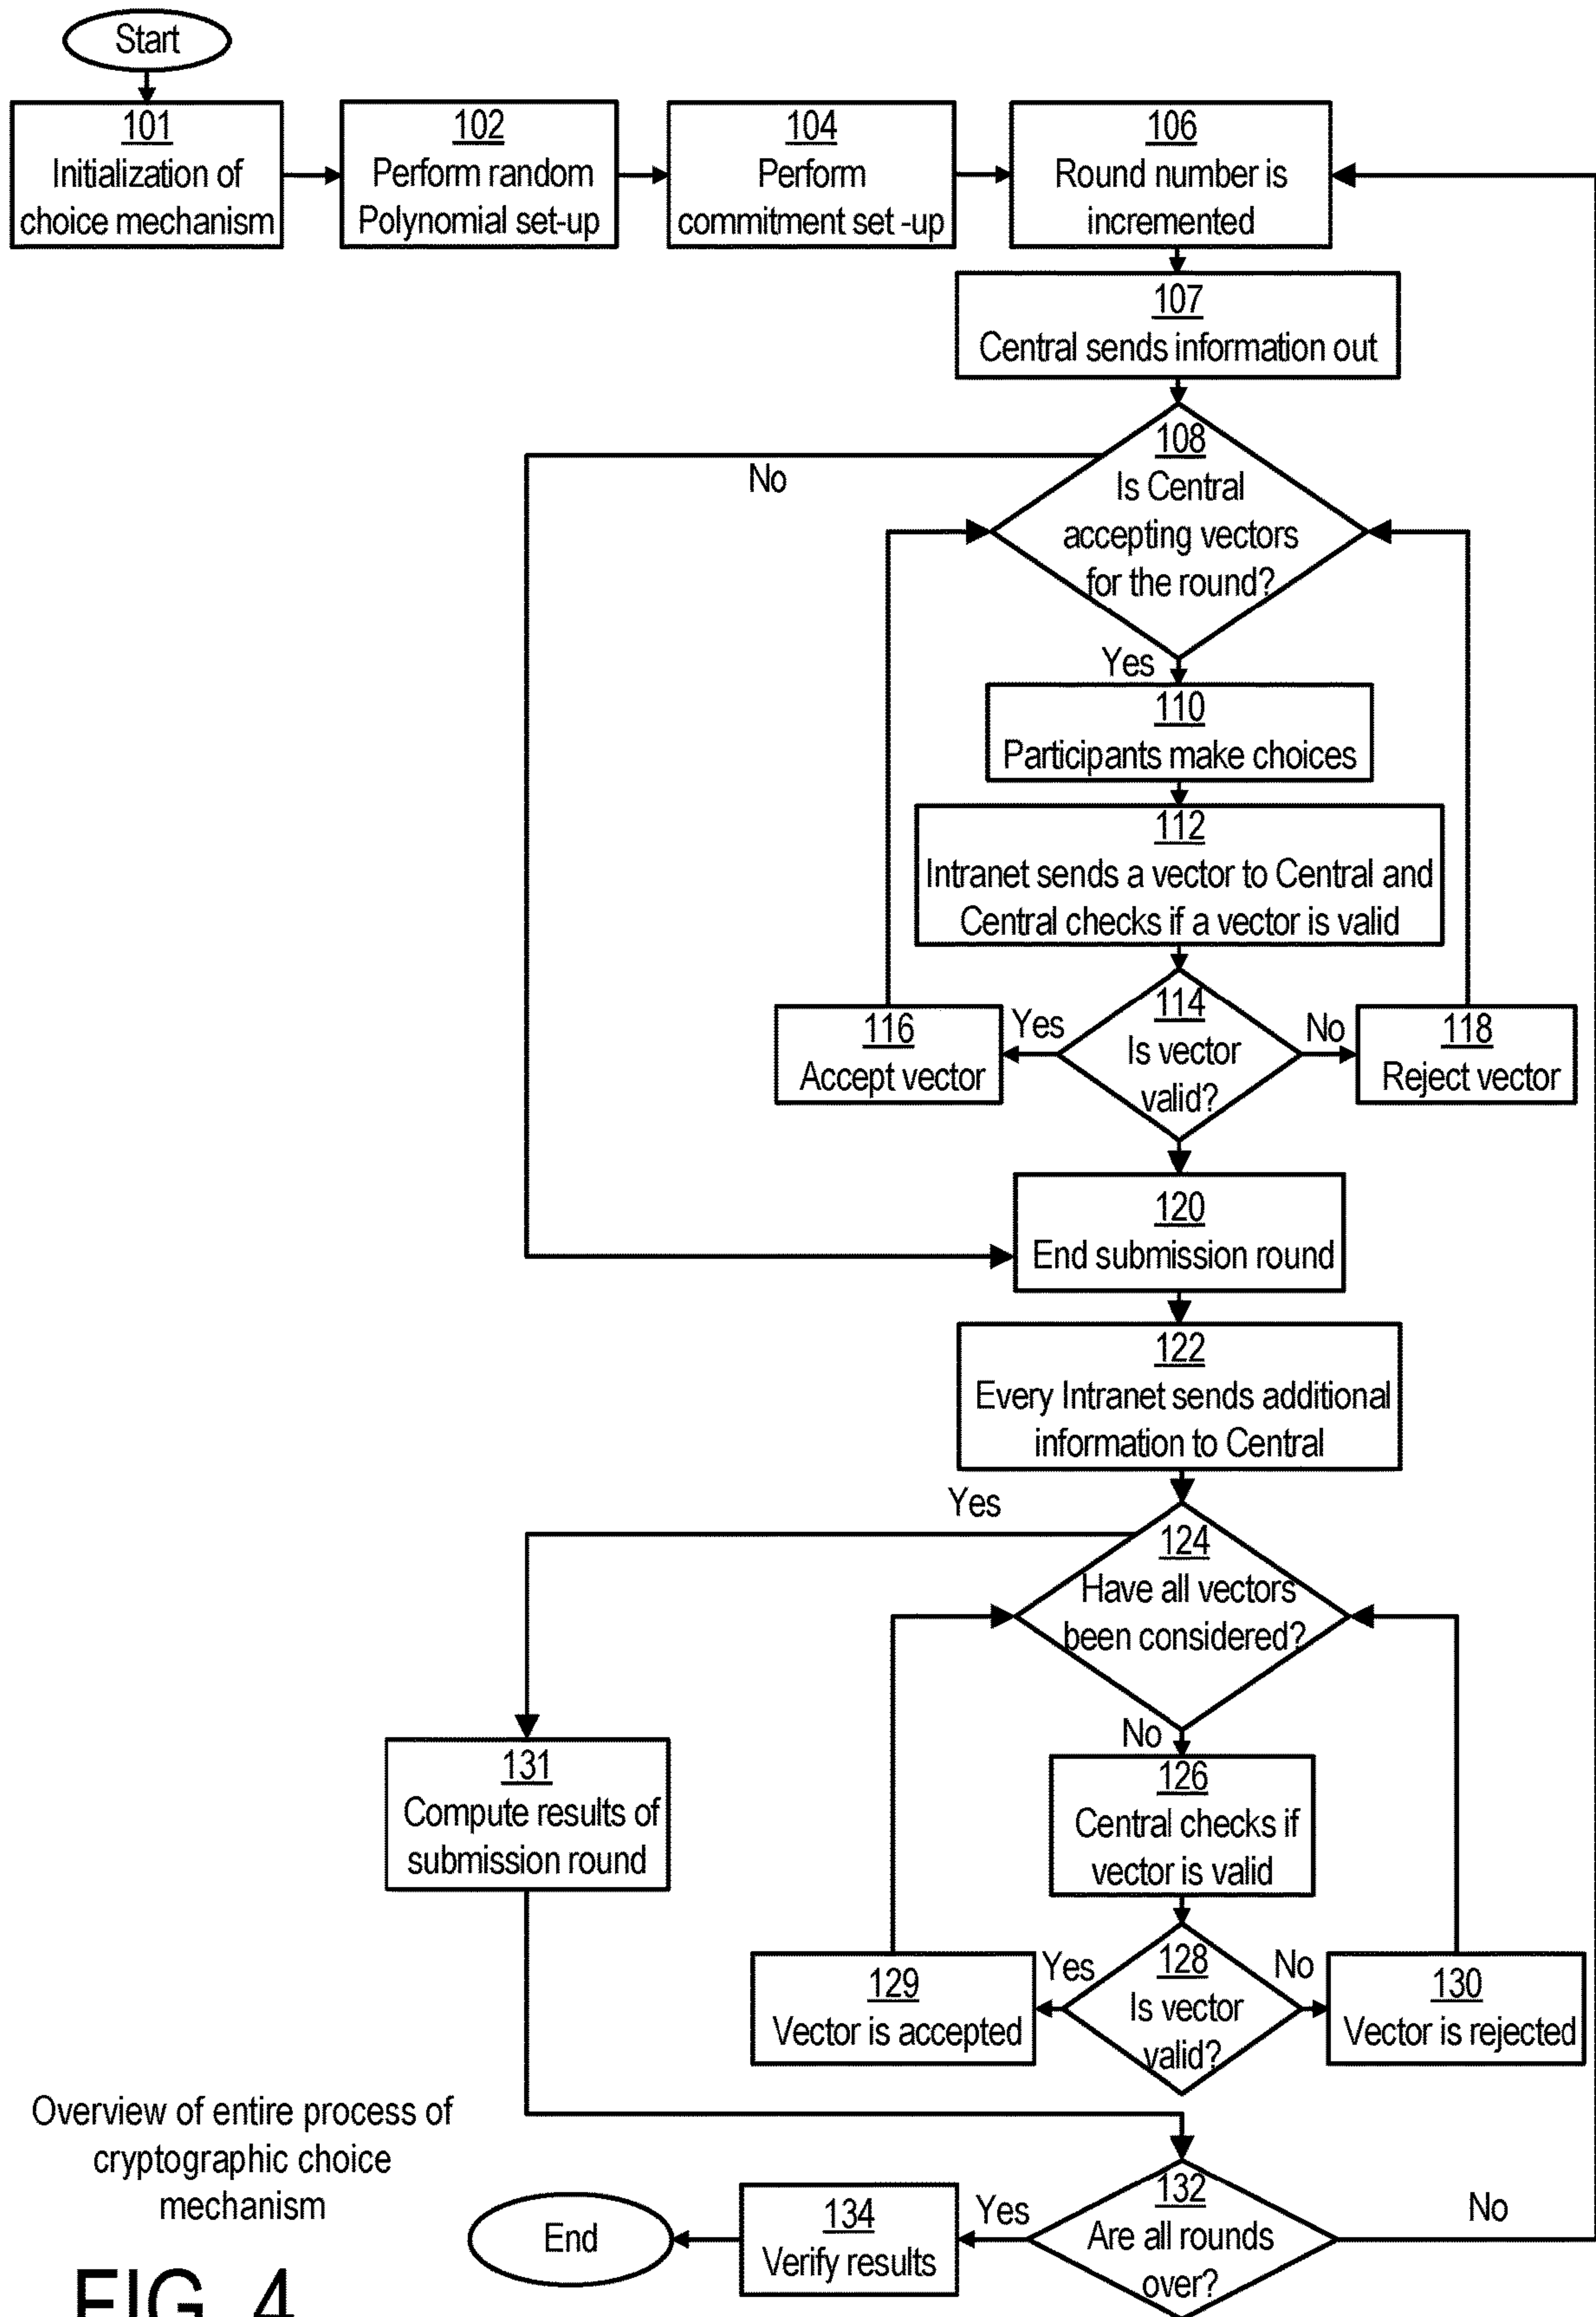 Start
101
Initialization of
choice mechanism
102
Perform random
Polynomial set-up
104
Perform
commitment set -up
106
Round number is
incremented
107
Central sends information out
108
Is Central
accepting vectors
for the round?
No
Yes
110
Participants make choices
112
Intranet sends a vector to Central and
Central checks if a vector is valid
114
Is vector
valid?
Yes
No
116
Accept vector
118
Reject vector
120
End submission round
122
Every Intranet sends additional
information to Central
Yes
124
Have all vectors
been considered?
No
126
Central checks if
vector is valid
131
Compute results of
submission round
128
Is vector
valid?
Yes
No
129
Vector is accepted
130
Vector is rejected
132
Are all rounds
over?
Yes
No
134
Verify results
End
Overview of entire process of
cryptographic choice
mechanism
FIG. 4